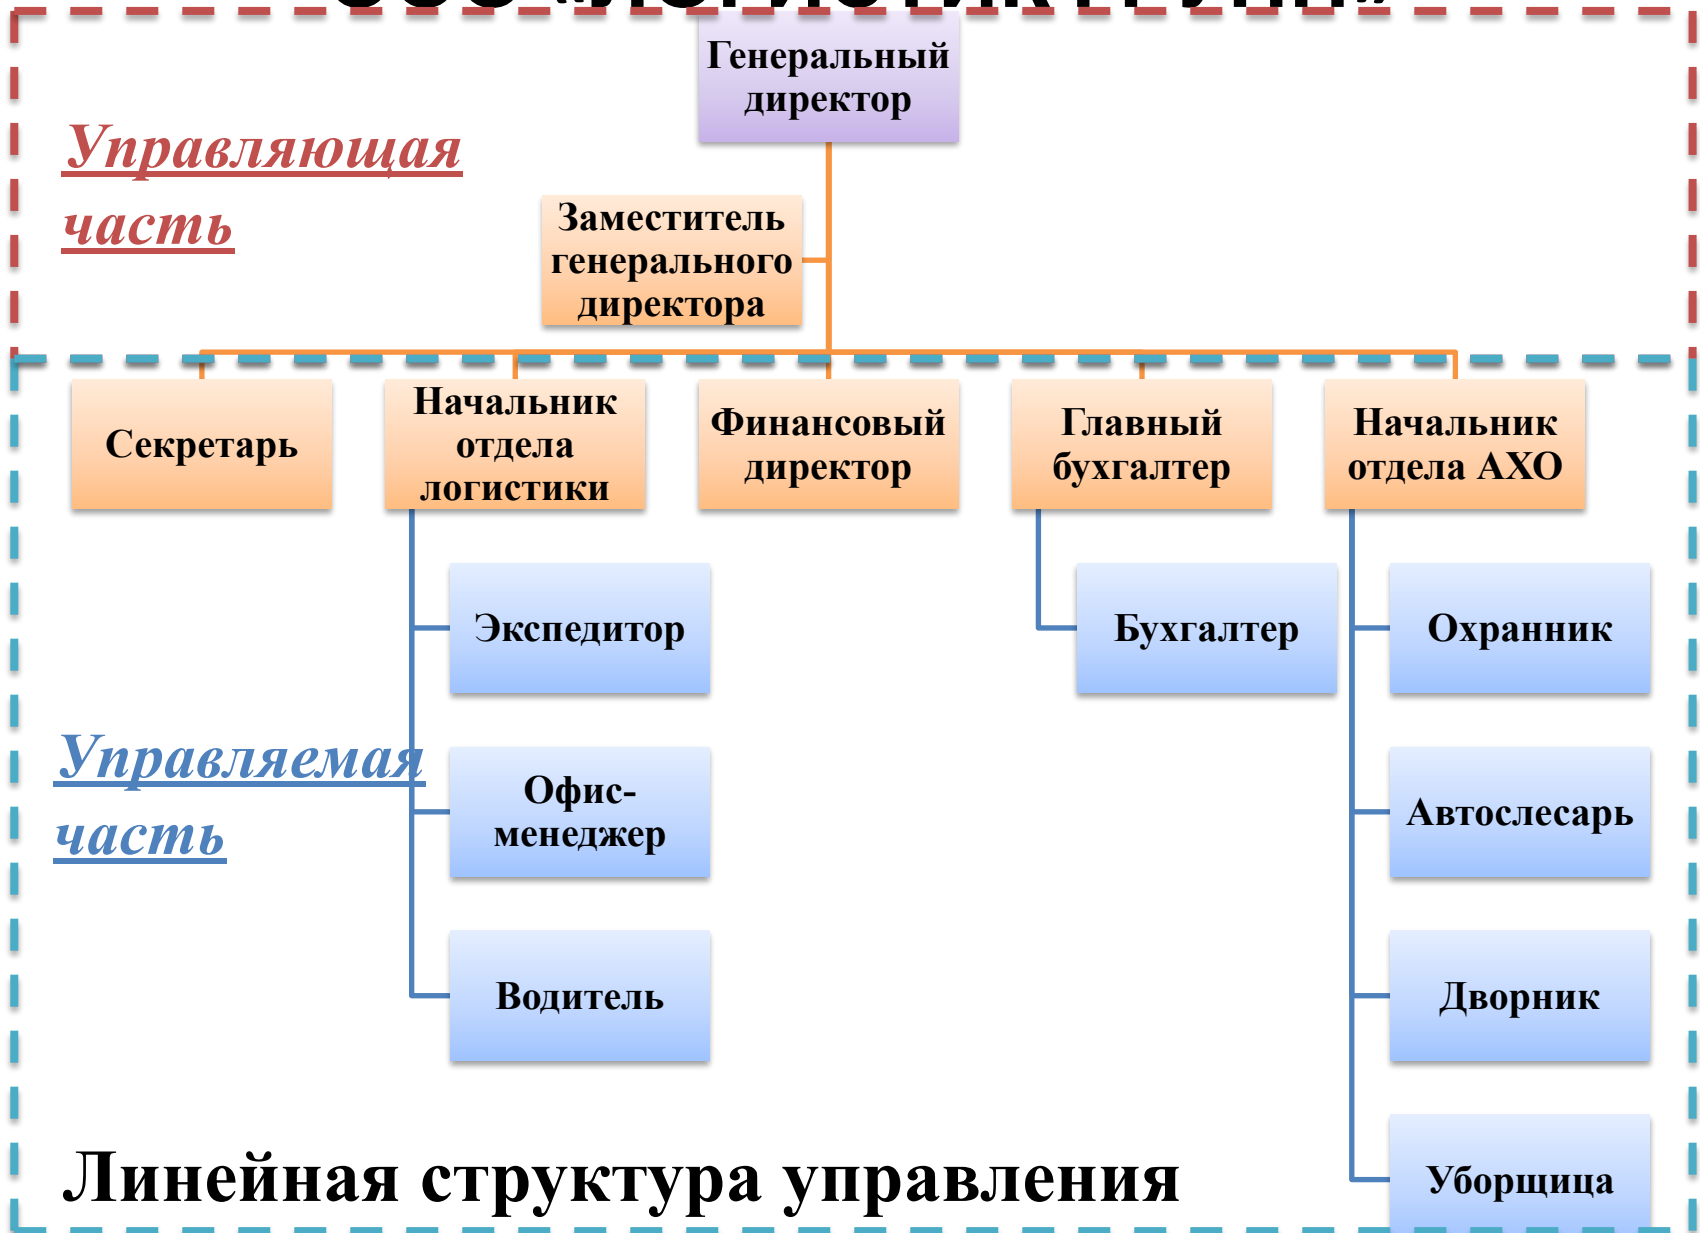 Генеральный
директор
Управляющая
часть
Заместитель
генерального
директора
Секретарь
Начальник
отдела
логистики
Финансовый
директор
Главный
бухгалтер
Начальник
отдела АХО
Экспедитор
Бухгалтер
Охранник
Управляемая
часть
Офис-
менеджер
Автослесарь
Водитель
Дворник
Линейная структура управления
Уборщица